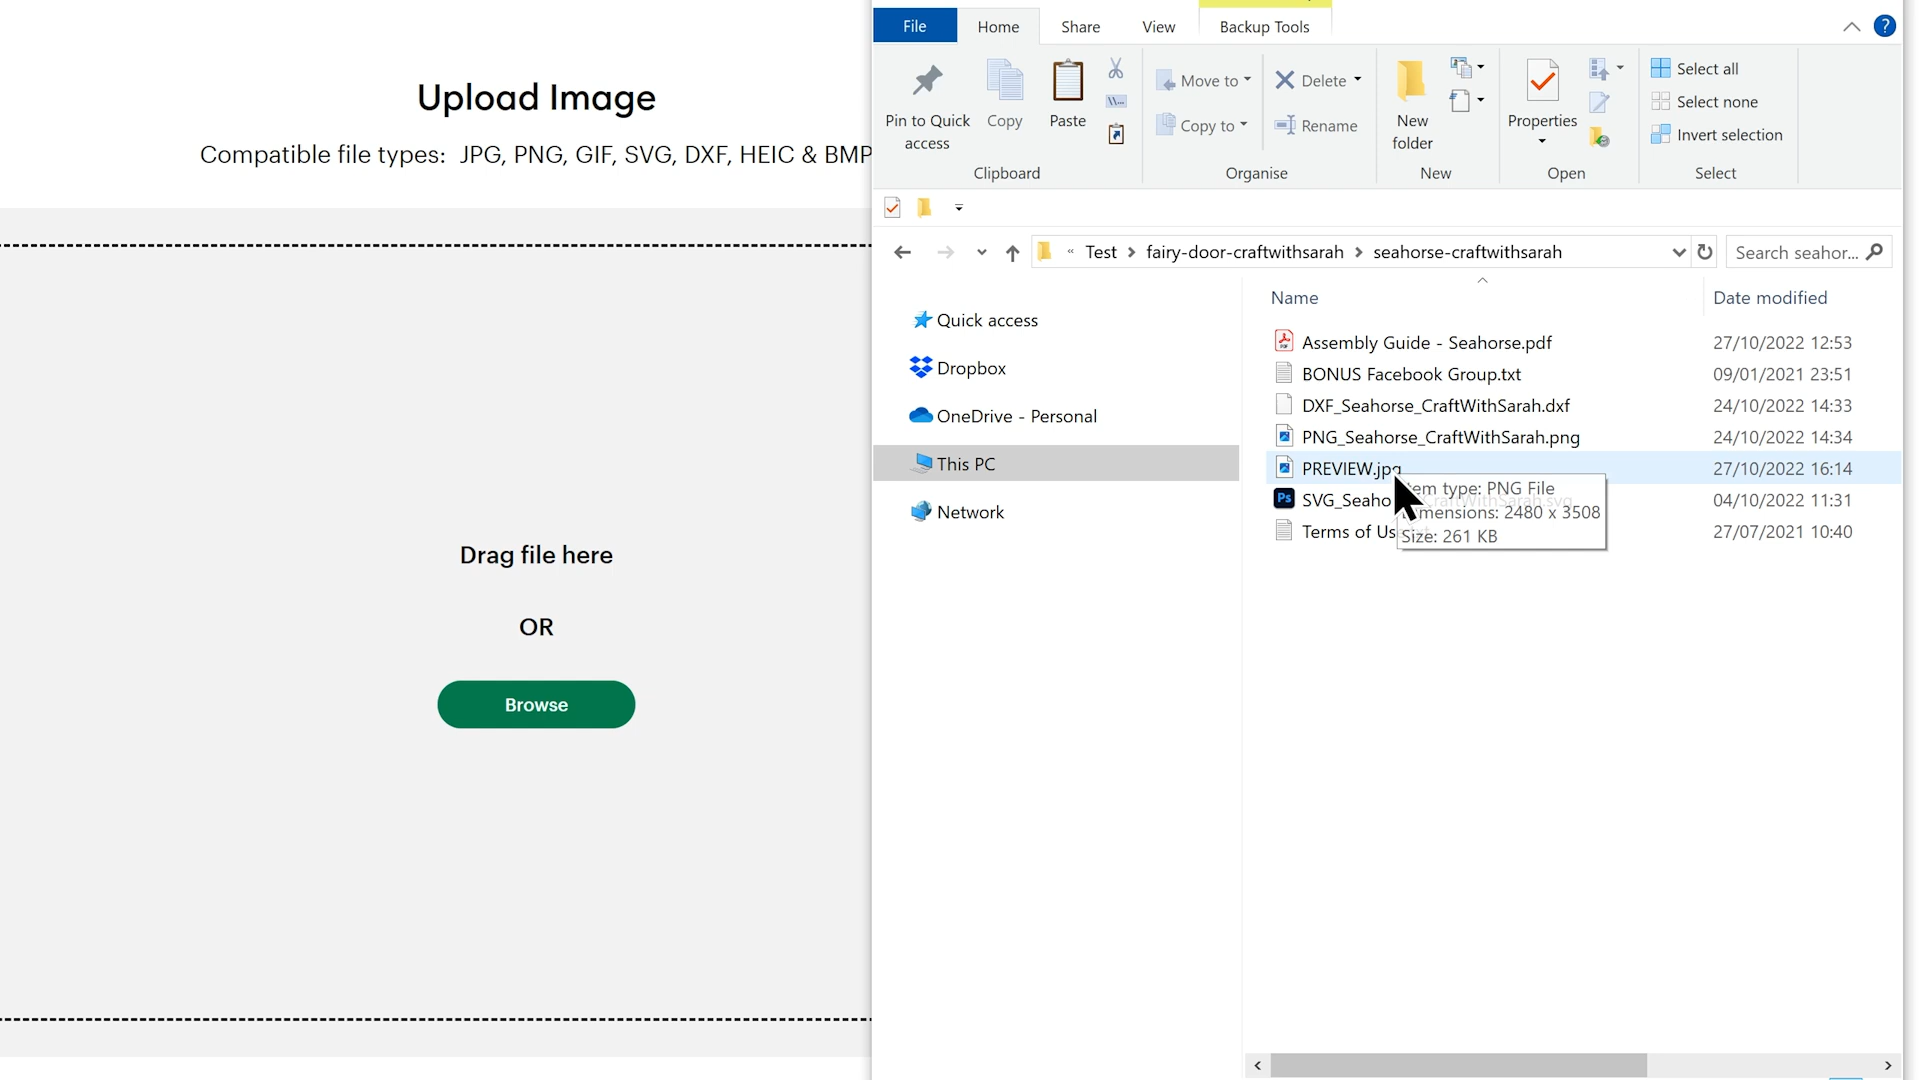 Upload Image
Compatible file types: JPG, PNG, GIF, SVG, DXF, HEIC & BMP
Drag file here
OR
Browse
File Home Share View Backup Tools
Pin to Quick access
Copy
Paste
Move to
Copy to
Delete
Rename
New folder
Properties
Select all
Select none
Invert selection
Clipboard Organise New Open Select
« Test > fairy-door-craftwithsarah > seahorse-craftwithsarah
Search seahor...
Quick access
Dropbox
OneDrive - Personal
This PC
Network
Name Date modified
Assembly Guide - Seahorse.pdf 27/10/2022 12:53
BONUS Facebook Group.txt 09/01/2021 23:51
DXF_Seahorse_CraftWithSarah.dxf 24/10/2022 14:33
PNG_Seahorse_CraftWithSarah.png 24/10/2022 14:34
PREVIEW.jpg 27/10/2022 16:14
type: PNG File
SVG_Seaho CraftWithSarah.svg 04/10/2022 11:31
2480 x 3508
Terms of 27/07/2021 10:40
Size: 261 KB